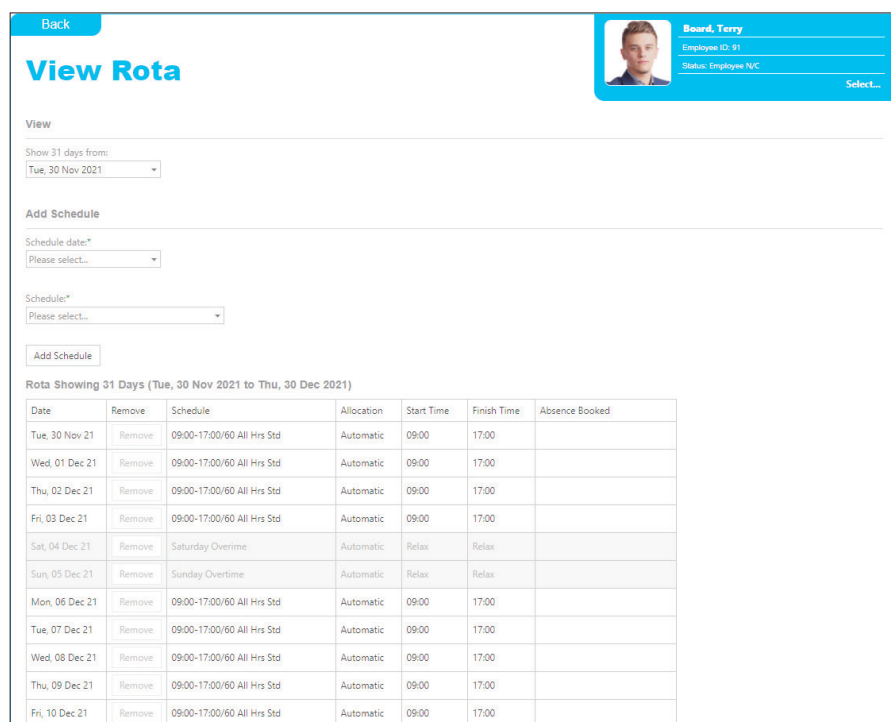 Back
Board, Terry
Employee ID: 91
Status: Employee N/C
Select...
View Rota
View
Show 31 days from:
Tue, 30 Nov 2021
Add Schedule
Schedule date:*
Please select...
Schedule:*
Please select...
Add Schedule
Rota Showing 31 Days (Tue, 30 Nov 2021 to Thu, 30 Dec 2021)
Date Remove Schedule Allocation Start Time Finish Time Absence Booked
Tue, 30 Nov 21 Remove 09:00-17:00/60 All Hrs Std Automatic 09:00 17:00
Wed, 01 Dec 21 Remove 09:00-17:00/60 All Hrs Std Automatic 09:00 17:00
Thu, 02 Dec 21 Remove 09:00-17:00/60 All Hrs Std Automatic 09:00 17:00
Fri, 03 Dec 21 Remove 09:00-17:00/60 All Hrs Std Automatic 09:00 17:00
Sat, 04 Dec 21 Remove Saturday Overime Automatic Relax Relax
Sun, 05 Dec 21 Remove Sunday Overtime Automatic Relax Relax
Mon, 06 Dec 21 Remove 09:00-17:00/60 All Hrs Std Automatic 09:00 17:00
Tue, 07 Dec 21 Remove 09:00-17:00/60 All Hrs Std Automatic 09:00 17:00
Wed, 08 Dec 21 Remove 09:00-17:00/60 All Hrs Std Automatic 09:00 17:00
Thu, 09 Dec 21 Remove 09:00-17:00/60 All Hrs Std Automatic 09:00 17:00
Fri, 10 Dec 21 Remove 09:00-17:00/60 All Hrs Std Automatic 09:00 17:00